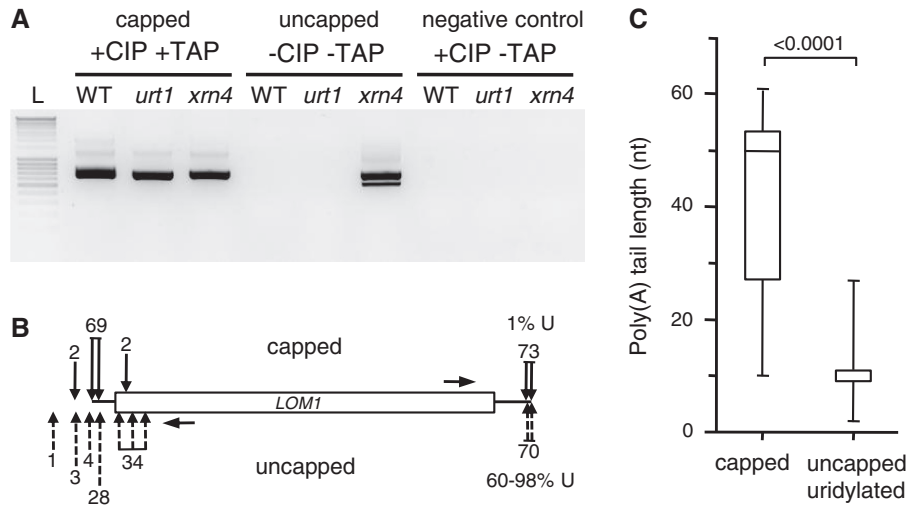 A
capped
uncapped
negative control
+CIP +TAP
-CIP -TAP
+CIP -TAP
L
WT
urt1
xrn4
WT
urt1
xrn4
WT
urt1
xrn4
B
69
2
2
capped
1% U
73
LOM1
1
3
4
28
34
uncapped
70
60-98% U
C
<0.0001
Poly(A) tail length (nt)
60
40
20
0
capped
uncapped
uridylated